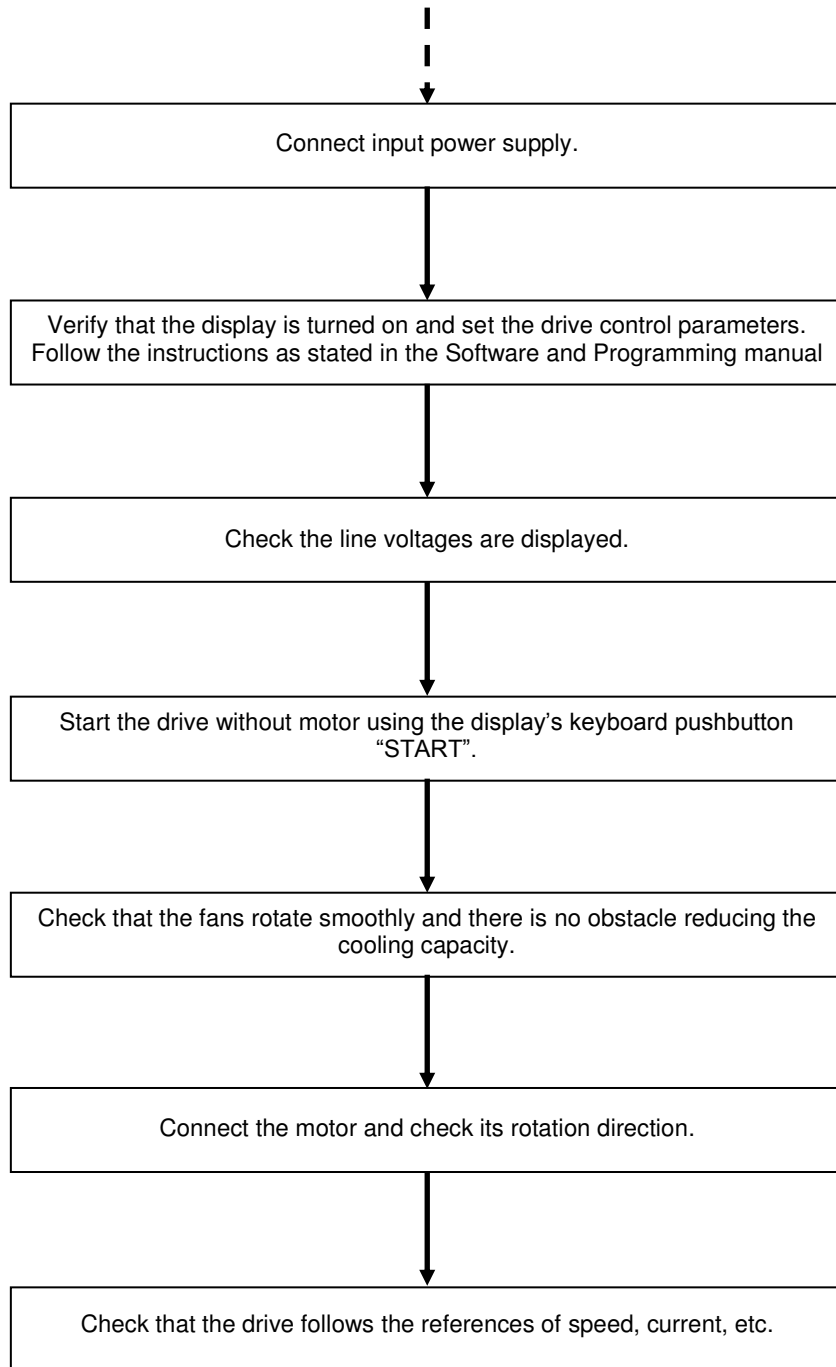 Connect input power supply.
Verify that the display is turned on and set the drive control parameters.
Follow the instructions as stated in the Software and Programming manual
Check the line voltages are displayed.
Start the drive without motor using the display’s keyboard pushbutton
“START”.
Check that the fans rotate smoothly and there is no obstacle reducing the
cooling capacity.
Connect the motor and check its rotation direction.
Check that the drive follows the references of speed, current, etc.